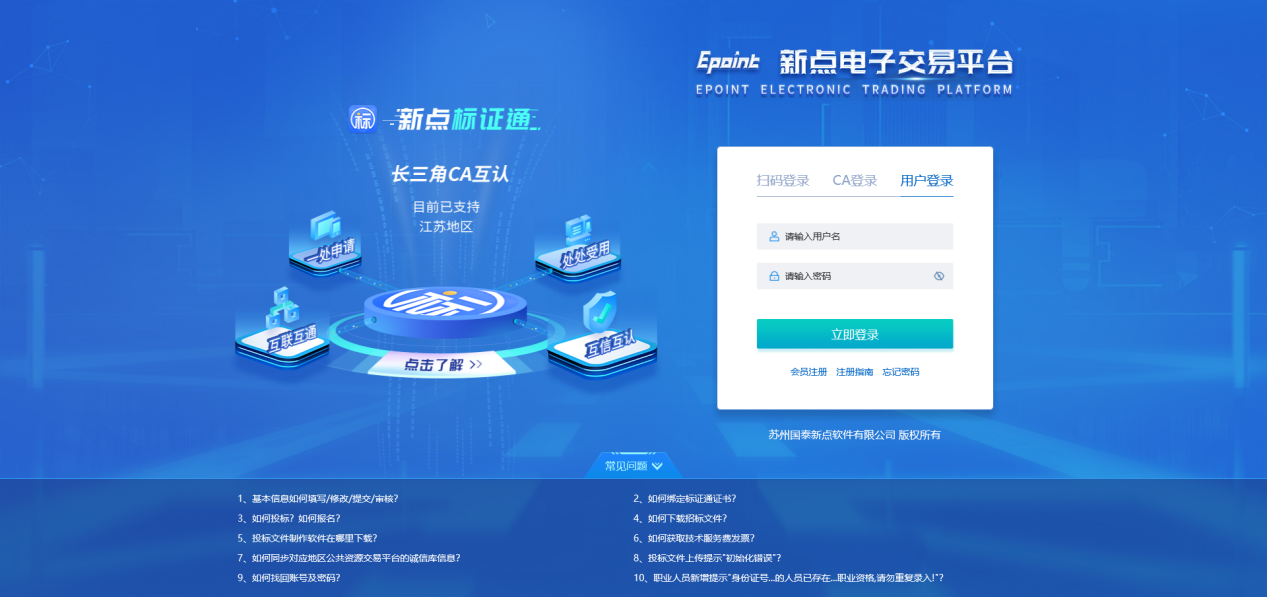 Epoint 新点电子交易平台
EPOINT ELECTRONIC TRADING PLATFORM
标 新点标证通
长三角CA互认
目前已支持
江苏地区
一处申请
处处受用
互联互通
互信互认
标
点击了解 >>
扫码登录 CA登录 用户登录
请输入用户名
请输入密码
立即登录
会员注册 注册指南 忘记密码
苏州国泰新点软件有限公司 版权所有
常见问题
1、基本信息如何填写/修改/提交/审核?
2、如何绑定标证通证书?
3、如何投标? 如何报名?
4、如何下载招标文件?
5、投标文件制作软件在哪里下载?
6、如何获取技术服务费发票?
7、如何同步对应地区公共资源交易平台的诚信库信息?
8、投标文件上传提示"初始化错误"?
9、如何找回账号及密码?
10、职业人员新增提示"身份证号...的人员已存在...职业资格,请勿重复录入!"?